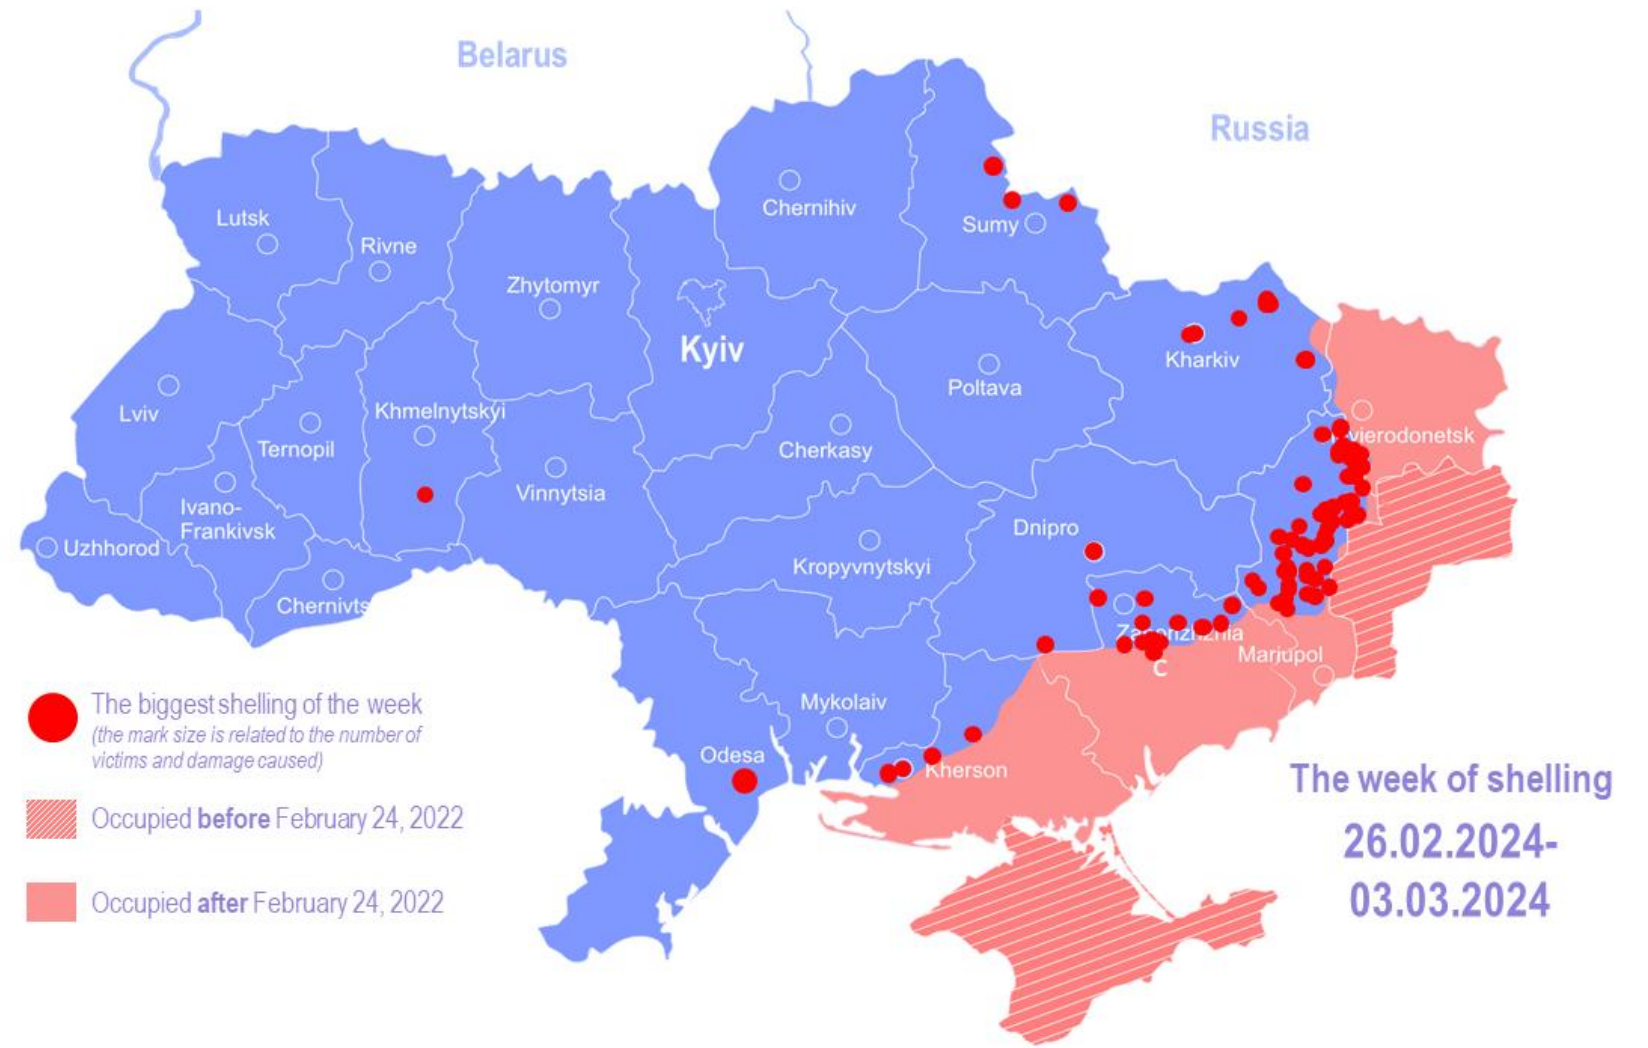 Belarus
Russia
Chernihiv
Sumy
Lutsk
Rivne
Zhytomyr
Kyiv
Kharkiv
Poltava
Lviv
Khmelnytskyi
Ternopil
Cherkasy
vierodonetsk
Vinnytsia
Ivano-
Frankivsk
Uzhhorod
Dnipro
Kropyvnytskyi
Chernivts
Mariupol
C
Mykolaiv
Odesa
Kherson
The biggest shelling of the week
(the mark size is related to the number of
victims and damage caused)
Occupied before February 24, 2022
Occupied after February 24, 2022
The week of shelling
26.02.2024-
03.03.2024